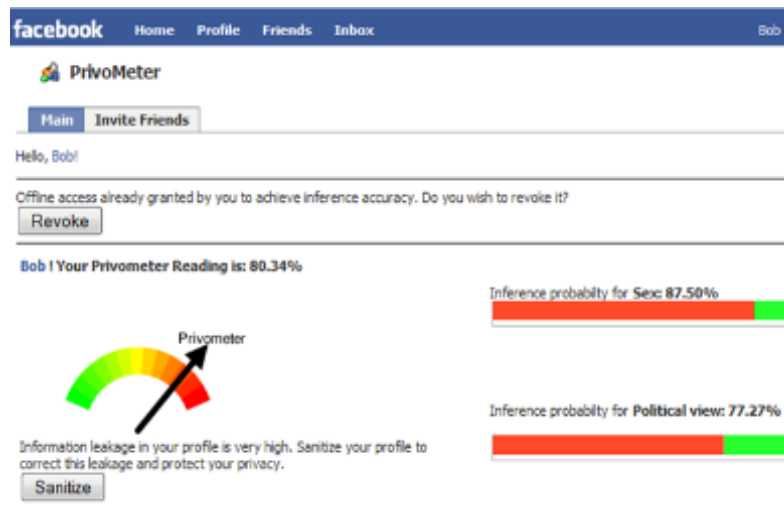 facebook Home Profile Friends Inbox Bob
PrivoMeter
Main Invite Friends
Hello, Bob!
Offline access already granted by you to achieve inference accuracy. Do you wish to revoke it?
Revoke
Bob ! Your Privometer Reading is: 80.34%
Inference probabilty for Sex: 87.50%
Privometer
Inference probabilty for Political view: 77.27%
Information leakage in your profile is very high. Sanitize your profile to
correct this leakage and protect your privacy.
Sanitize